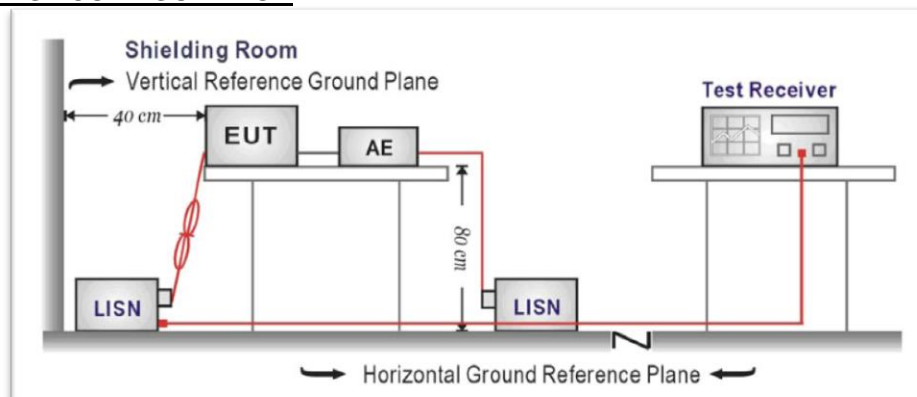 Shielding Room
Vertical Reference Ground Plane
Test Receiver
40 cm
EUT
AE
80 cm
LISN
LISN
Horizontal Ground Reference Plane